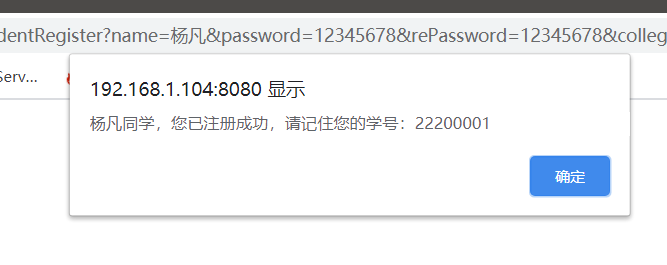 dentRegister?name=杨凡&password=12345678&rePassword=12345678&colleg
Serv...
192.168.1.104:8080 显示
杨凡同学，您已注册成功，请记住您的学号：22200001
确定